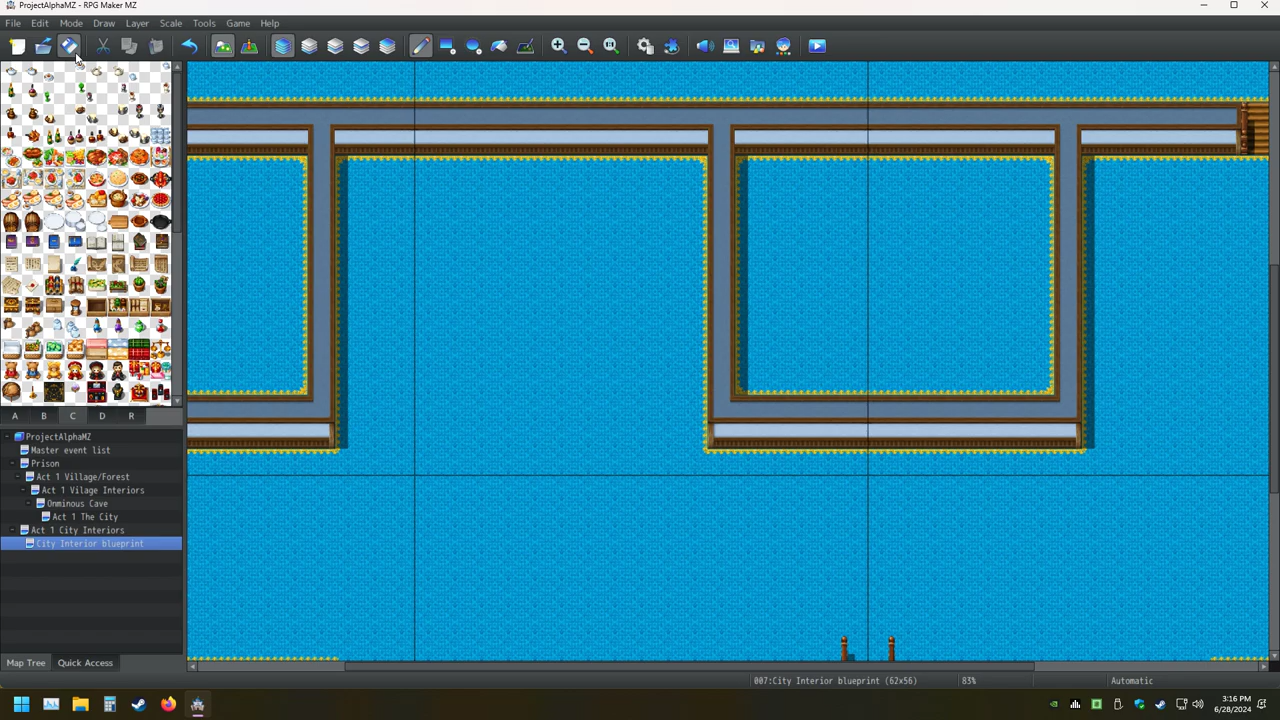 ProjectAlphaMZ - RPG Maker MZ
File Edit Mode Draw Layer Scale Tools Game Help
A B C D R
ProjectAlphaMZ
Master event list
Prison
Act 1 Village/Forest
Act 1 Vilage Interiors
Onminous Cave
Act 1 The City
Act 1 City Interiors
City Interior blueprint
Map Tree Quick Access
007:City Interior blueprint (62x56) 83% Automatic
3:16 PM
6/28/2024